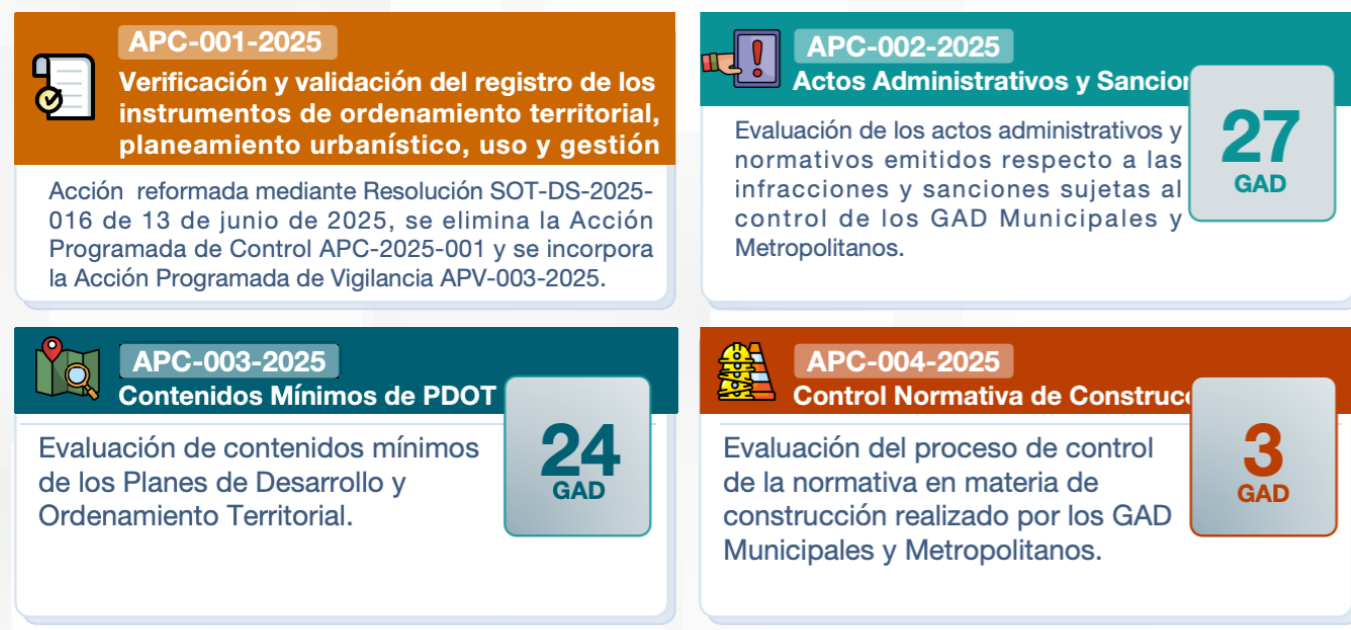 APC-001-2025
Verificación y validación del registro de los
instrumentos de ordenamiento territorial,
planeamiento urbanístico, uso y gestión
Acción reformada mediante Resolución SOT-DS-2025-
016 de 13 de junio de 2025, se elimina la Acción
Programada de Control APC-2025-001 y se incorpora
la Acción Programada de Vigilancia APV-003-2025.
APC-002-2025
Actos Administrativos y
27
GAD
Evaluación de los actos administrativos y
normativos emitidos respecto a las
infracciones y sanciones sujetas al
control de los GAD Municipales y
Metropolitanos.
APC-003-2025
Contenidos Mínimos de PDOT
24
GAD
Evaluación de contenidos mínimos
de los Planes de Desarrollo y
Ordenamiento Territorial.
APC-004-2025
Control Normativa de
3
GAD
Evaluación del proceso de control
de la normativa en materia de
construcción realizado por los GAD
Municipales y Metropolitanos.